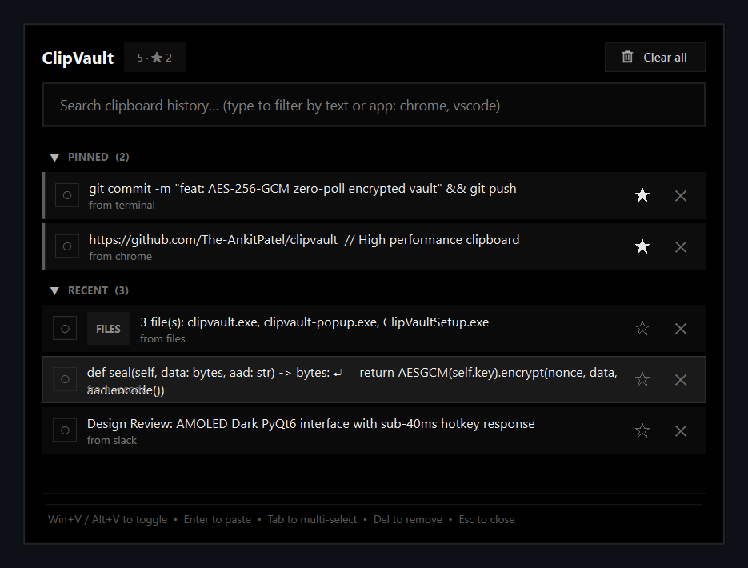 ClipVault 5 · ★ 2 Clear all
Search clipboard history... (type to filter by text or app: chrome, vscode)
▼ PINNED (2)
git commit -m "feat: AES-256-GCM zero-poll encrypted vault" && git push
from terminal
https://github.com/The-AnkitPatel/clipvault // High performance clipboard
from chrome
▼ RECENT (3)
FILES 3 file(s): clipvault.exe, clipvault-popup.exe, ClipVaultSetup.exe
from files
def seal(self, data: bytes, aad: str) -> bytes: ↵ return AESGCM(self.key).encrypt(nonce, data,
aad.encode())
Design Review: AMOLED Dark PyQt6 interface with sub-40ms hotkey response
from slack
Win+V / Alt+V to toggle • Enter to paste • Tab to multi-select • Del to remove • Esc to close